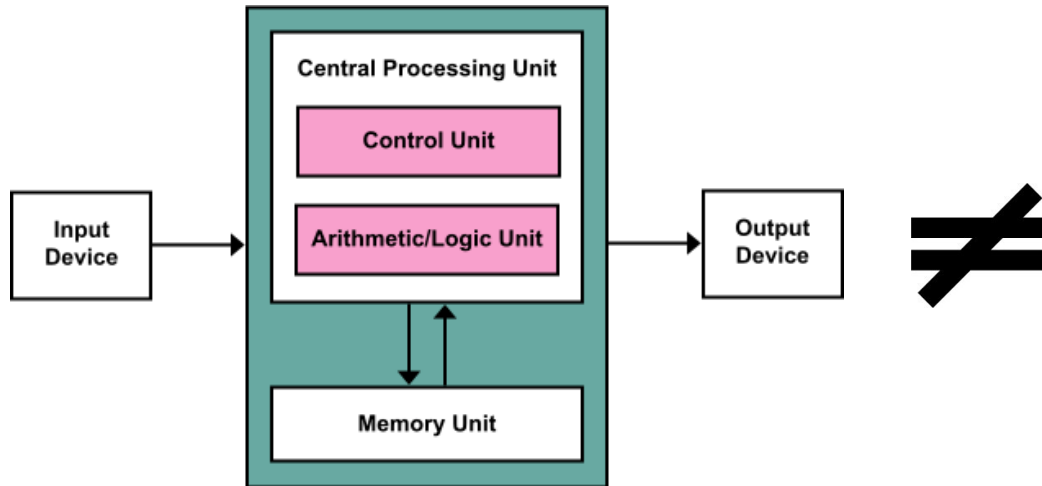 Central Processing Unit
Control Unit
Arithmetic/Logic Unit
Input
Device
Output
Device
Memory Unit
≠